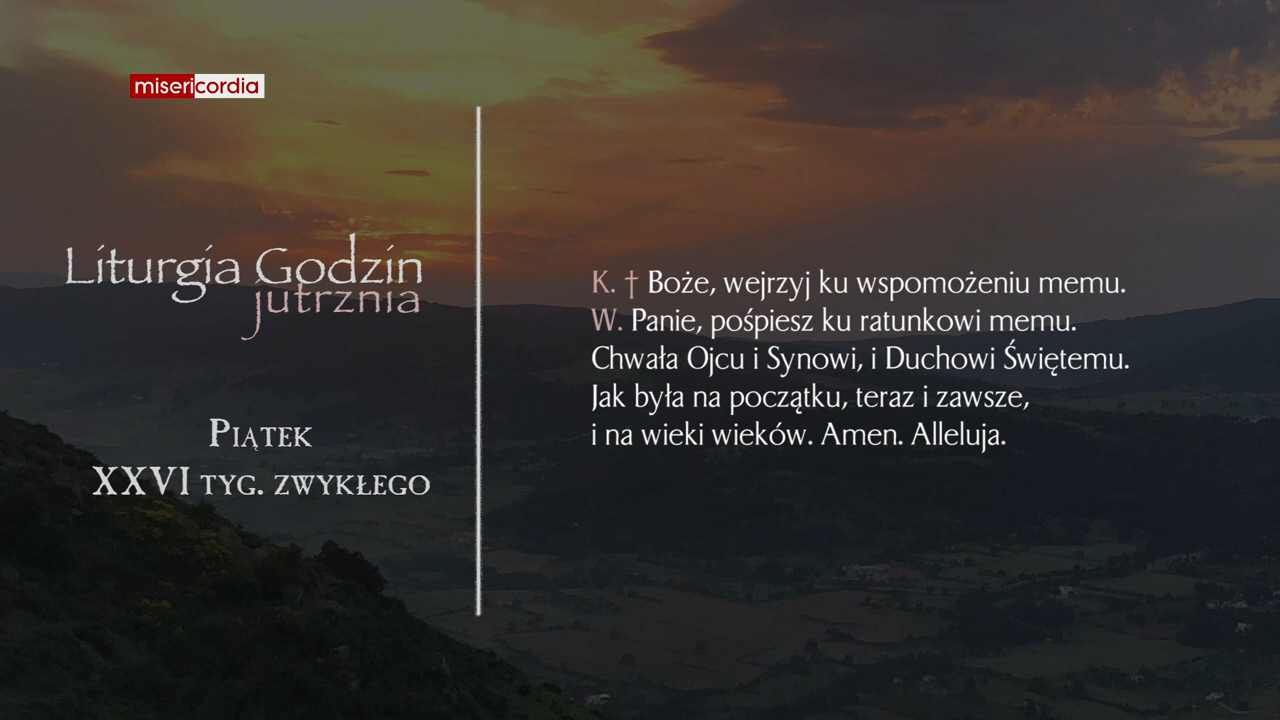 misericordia
Liturgia Godzin
jutrznia
Piątek
XXVI tyg. zwykłego
K. † Boże, wejrzyj ku wspomożeniu memu.
W. Panie, pośpiesz ku ratunkowi memu.
Chwała Ojcu i Synowi, i Duchowi Świętemu.
Jak była na początku, teraz i zawsze,
i na wieki wieków. Amen. Alleluja.